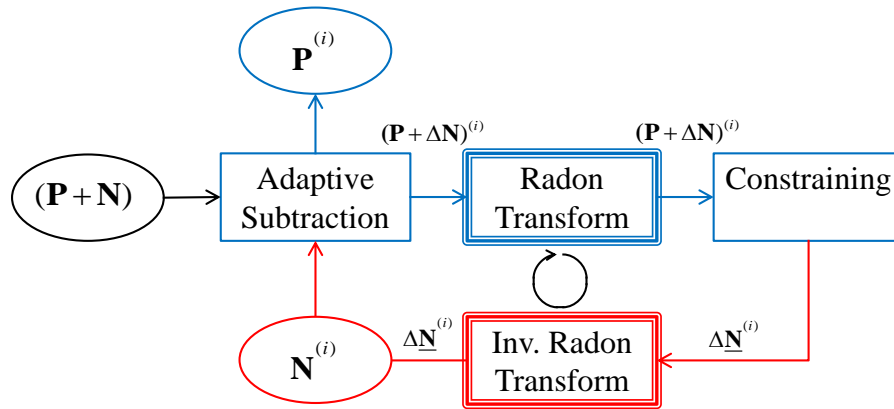 P^(i)
(P + ΔN)^(i)
(P + ΔN)^(i)
(P + N)
Adaptive
Subtraction
Radon
Transform
Constraining
N^(i)
ΔN̲^(i)
Inv. Radon
Transform
ΔN̲^(i)